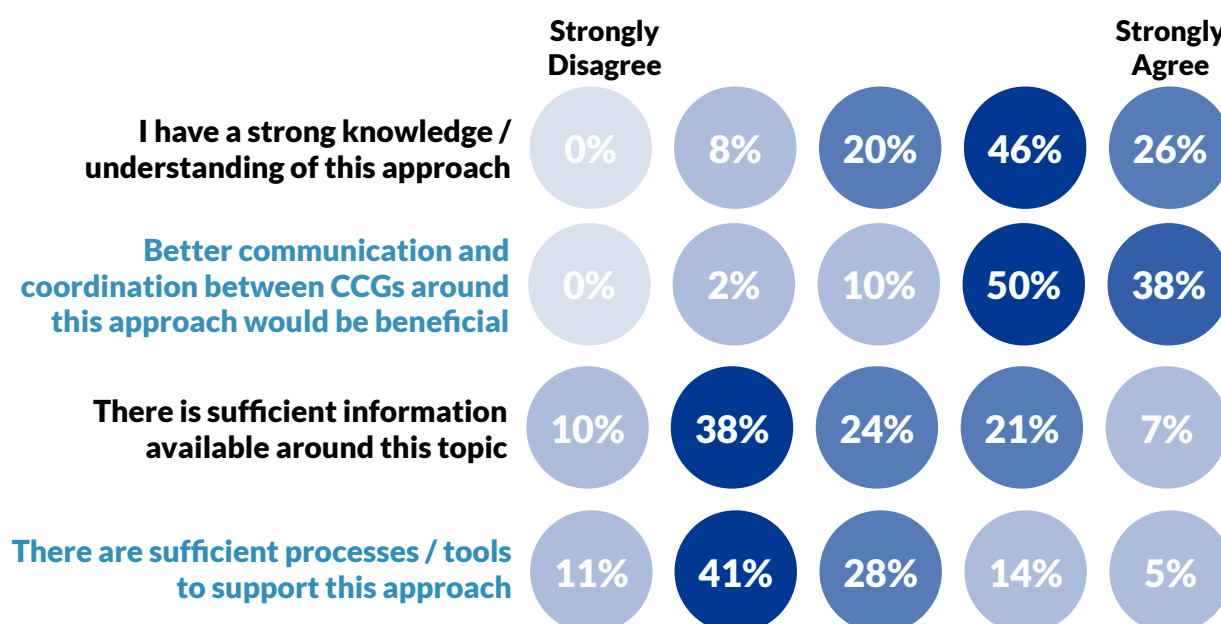 Strongly
Disagree
Strongly
Agree
I have a strong knowledge /
understanding of this approach
0% 8% 20% 46% 26%
Better communication and
coordination between CCGs around
this approach would be beneficial
0% 2% 10% 50% 38%
There is sufficient information
available around this topic
10% 38% 24% 21% 7%
There are sufficient processes / tools
to support this approach
11% 41% 28% 14% 5%